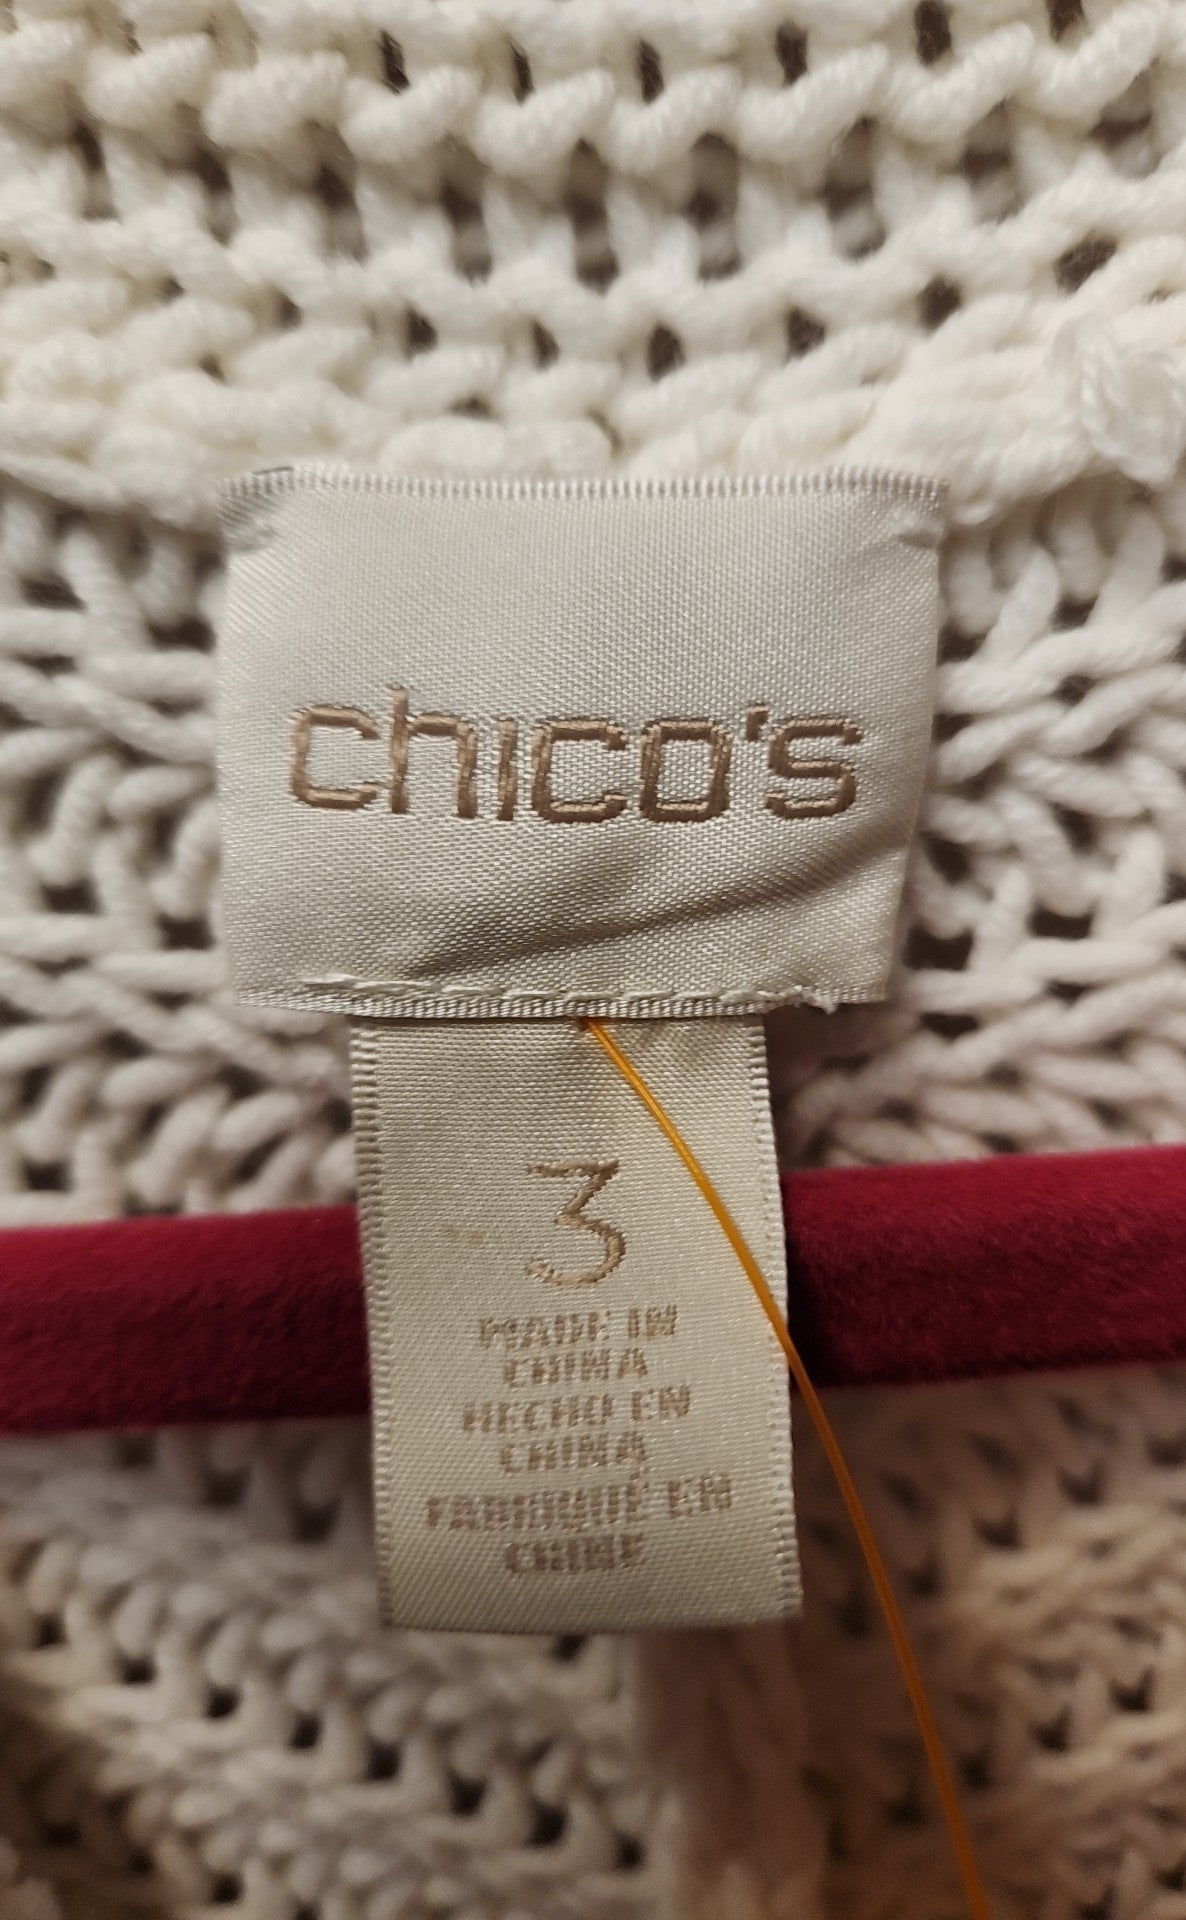 chico's
3
MADE IN
CHINA
HECHO EN
CHINA
FABRIQUÉ EN
CHINE